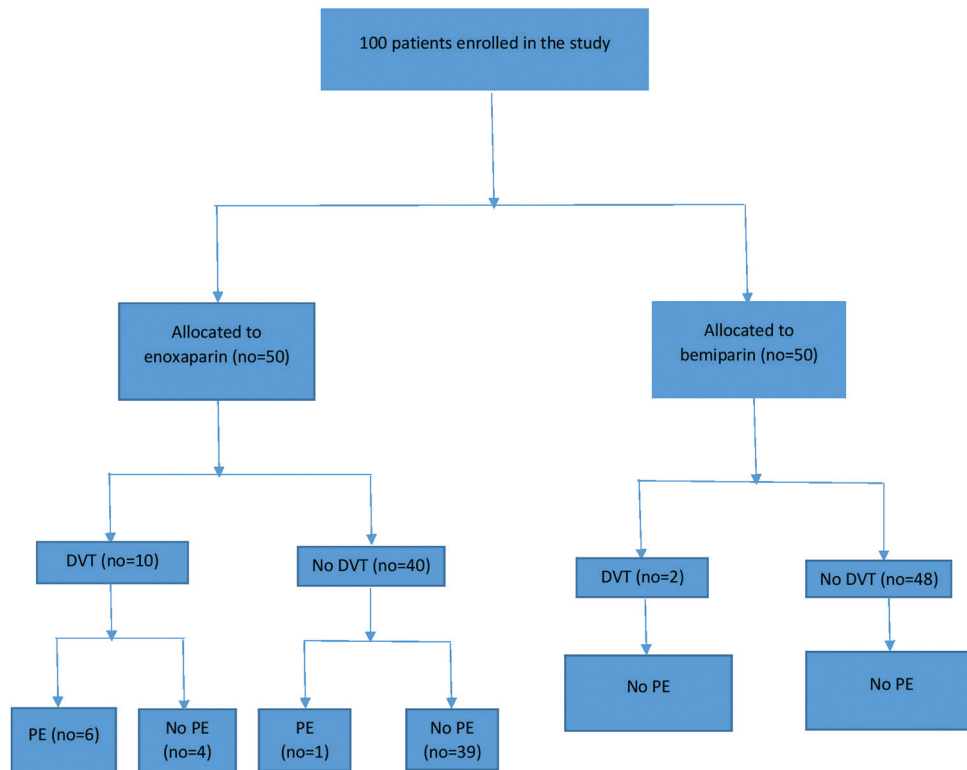 100 patients enrolled in the study
Allocated to
enoxaparin (no=50)
Allocated to
bemiparin (no=50)
DVT (no=10)
No DVT (no=40)
DVT (no=2)
No DVT (no=48)
PE (no=6)
No PE
(no=4)
PE
(no=1)
No PE
(no=39)
No PE
No PE